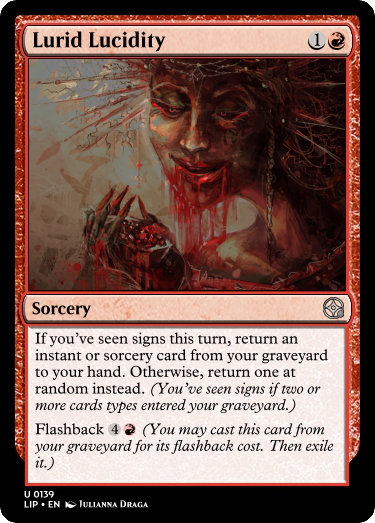 Lurid Lucidity 1
Sorcery
If you've seen signs this turn, return an
instant or sorcery card from your graveyard
to your hand. Otherwise, return one at
random instead. (You've seen signs if two or
more cards types entered your graveyard.)
Flashback 4 (You may cast this card
from your graveyard for its flashback cost. Then exile
it.)
U 0139
LIP • EN Julianna Draga